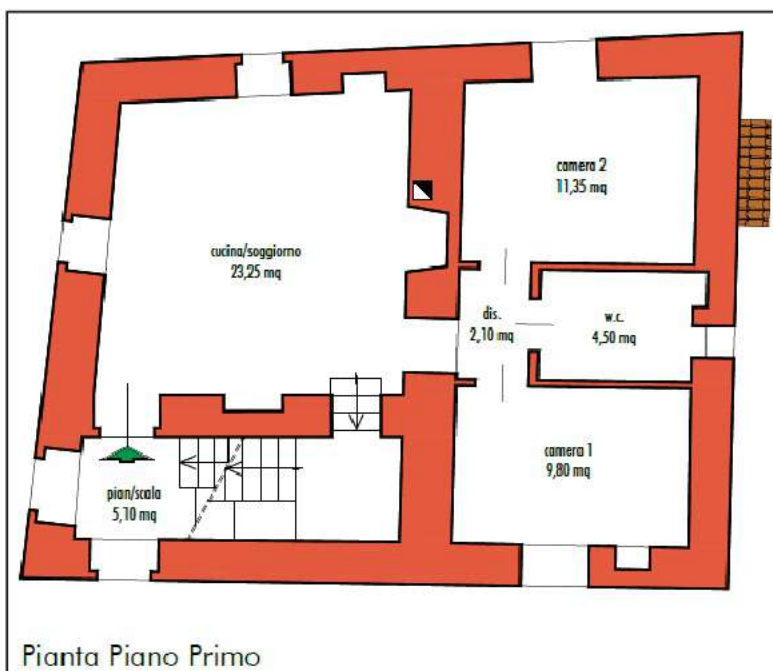 camera 2
11,35 mq
cucina/soggiorno
23,25 mq
dis.
2,10 mq
w.c.
4,50 mq
camera 1
9,80 mq
pian/scala
5,10 mq
Pianta Piano Primo